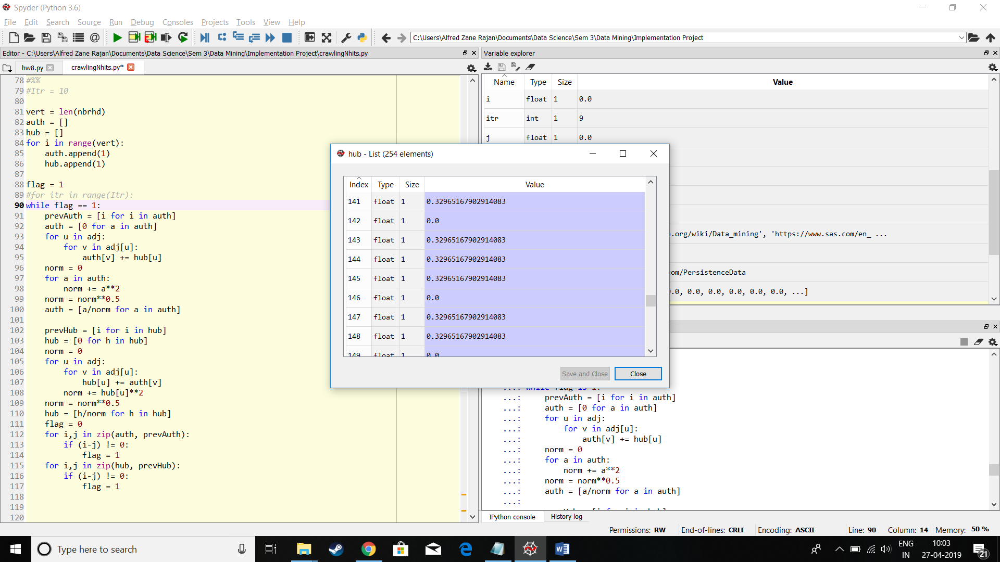 Spyder (Python 3.6)
File Edit Search Source Run Debug Consoles Projects Tools View Help
C:\Users\Alfred Zane Rajan\Documents\Data Science\Sem 3\Data Mining\Implementation Project
Editor - C:\Users\Alfred Zane Rajan\Documents\Data Science\Sem 3\Data Mining\Implementation Project\crawlingNhits.py
hw8.py
crawlingNhits.py*
78 #%%
79 #Itr = 10
80
81 vert = len(nbrhd)
82 auth = []
83 hub = []
84 for i in range(vert):
85     auth.append(1)
86     hub.append(1)
87
88 flag = 1
89 #for itr in range(Itr):
90 while flag == 1:
91     prevAuth = [i for i in auth]
92     auth = [0 for a in auth]
93     for u in adj:
94         for v in adj[u]:
95             auth[v] += hub[u]
96     norm = 0
97     for a in auth:
98         norm += a**2
99     norm = norm**0.5
100     auth = [a/norm for a in auth]
101
102     prevHub = [i for i in hub]
103     hub = [0 for h in hub]
104     norm = 0
105     for u in adj:
106         for v in adj[u]:
107             hub[u] += auth[v]
108         norm += hub[u]**2
109     norm = norm**0.5
110     hub = [h/norm for h in hub]
111     flag = 0
112     for i,j in zip(auth, prevAuth):
113         if (i-j) != 0:
114             flag = 1
115     for i,j in zip(hub, prevHub):
116         if (i-j) != 0:
117             flag = 1
118
119
120
Variable explorer
Name Type Size Value
i float 1 0.0
itr int 1 9
j float 1 0.0
.org/wiki/Data_mining', 'https://www.sas.com/en_ ...
om/PersistenceData
0.0, 0.0, 0.0, 0.0, 0.0, ...]
hub - List (254 elements)
Index Type Size Value
141 float 1 0.32965167902914083
142 float 1 0.0
143 float 1 0.32965167902914083
144 float 1 0.32965167902914083
145 float 1 0.32965167902914083
146 float 1 0.0
147 float 1 0.32965167902914083
148 float 1 0.32965167902914083
149 float 1 0.0
Save and Close
Close
...: while flag is 1:
...:     prevAuth = [i for i in auth]
...:     auth = [0 for a in auth]
...:     for u in adj:
...:         for v in adj[u]:
...:             auth[v] += hub[u]
...:     norm = 0
...:     for a in auth:
...:         norm += a**2
...:     norm = norm**0.5
...:     auth = [a/norm for a in auth]
...:
IPython console
History log
Permissions: RW End-of-lines: CRLF Encoding: ASCII Line: 90 Column: 14 Memory: 50 %
Type here to search
ENG
IN
10:03
27-04-2019
21